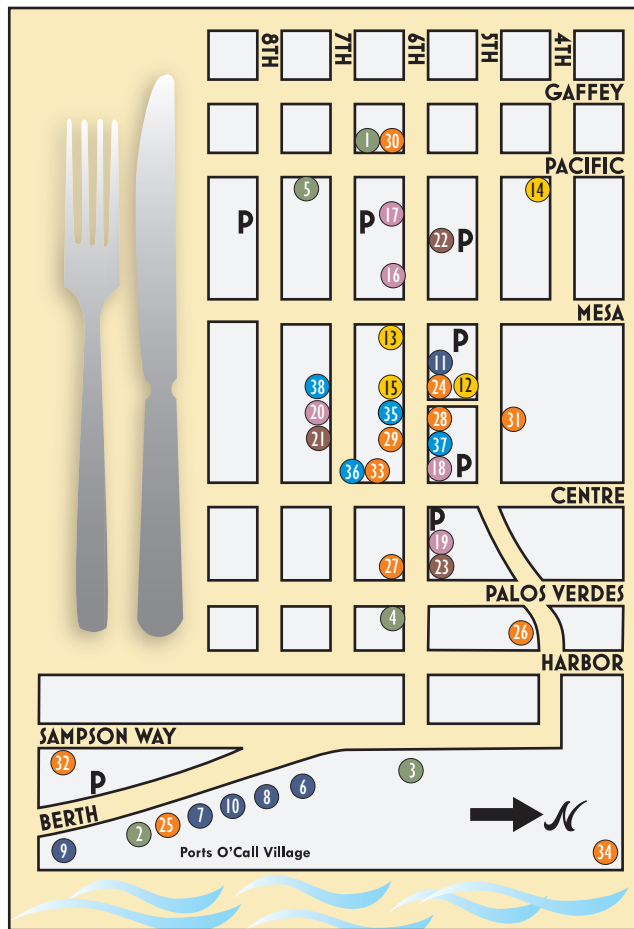 8TH
7TH
6TH
5TH
4TH
GAFFEY
1
30
PACIFIC
5
14
17
P
P
22
P
16
MESA
13
P
11
38
15
24
12
20
35
28
31
21
29
37
36
33
18
P
CENTRE
P
19
27
23
PALOS VERDES
4
26
HARBOR
SAMPSON WAY
32
3
P
6
8
10
7
BERTH
25
2
N
9
Ports O'Call Village
34